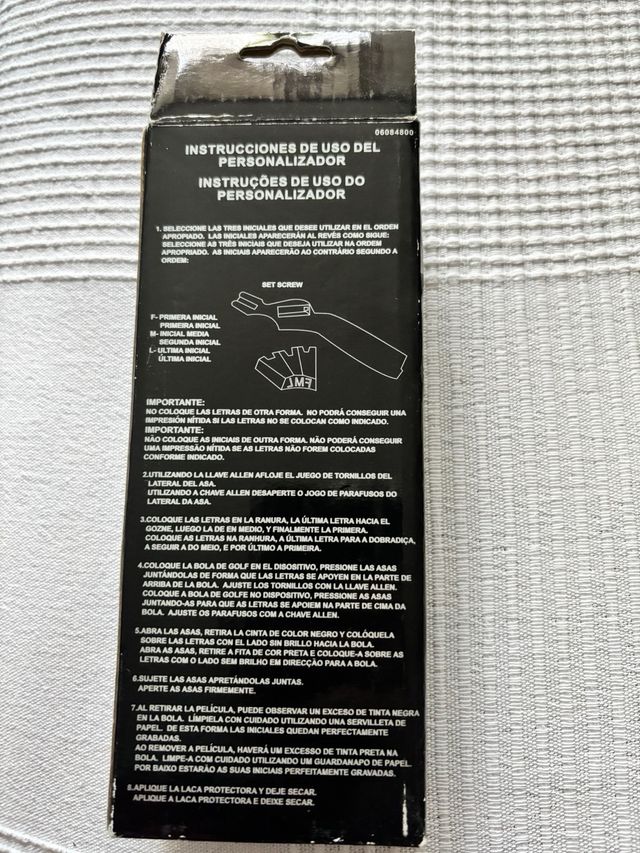 06084800
INSTRUCCIONES DE USO DEL
PERSONALIZADOR
INSTRUÇÕES DE USO DO
PERSONALIZADOR
1. SELECCIONE LAS TRES INICIALES QUE DESEE UTILIZAR EN EL ORDEN
APROPIADO. LAS INICIALES APARECERÁN AL REVÉS COMO SIGUE:
SELECCIONE AS TRÊS INICIAIS QUE DESEJA UTILIZAR NA ORDEM
APROPRIADO. AS INICIAIS APARECERÃO AO CONTRÁRIO SEGUNDO A
ORDEM:
SET SCREW
F- PRIMERA INICIAL
PRIMEIRA INICIAL
M- INICIAL MEDIA
SEGUNDA INICIAL
L- ULTIMA INICIAL
ÚLTIMA INICIAL
FML
IMPORTANTE:
NO COLOQUE LAS LETRAS DE OTRA FORMA. NO PODRÁ CONSEGUIR UNA
IMPRESIÓN NÍTIDA SI LAS LETRAS NO SE COLOCAN COMO INDICADO.
IMPORTANTE:
NÃO COLOQUE AS INICIAIS DE OUTRA FORMA. NÃO PODERÁ CONSEGUIR
UMA IMPRESSÃO NÍTIDA SE AS LETRAS NÃO FOREM COLOCADAS
CONFORME INDICADO.
2.UTILIZANDO LA LLAVE ALLEN AFLOJE EL JUEGO DE TORNILLOS DEL
LATERAL DEL ASA.
UTILIZANDO A CHAVE ALLEN DESAPERTE O JOGO DE PARAFUSOS DO
LATERAL DA ASA.
3.COLOQUE LAS LETRAS EN LA RANURA, LA ÚLTIMA LETRA HACIA EL
GOZNE, LUEGO LA DE EN MEDIO, Y FINALMENTE LA PRIMERA.
COLOQUE AS LETRAS NA RANHURA, A ÚLTIMA LETRA PARA A DOBRADIÇA,
A SEGUIR A DO MEIO, E POR ÚLTIMO A PRIMEIRA.
4.COLOQUE LA BOLA DE GOLF EN EL DISOSITIVO, PRESIONE LAS ASAS
JUNTÁNDOLAS DE FORMA QUE LAS LETRAS SE APOYEN EN LA PARTE DE
ARRIBA DE LA BOLA. AJUSTE LOS TORNILLOS CON LA LLAVE ALLEN.
COLOQUE A BOLA DE GOLFE NO DISPOSITIVO, PRESSIONE AS ASAS
JUNTANDO-AS PARA QUE AS LETRAS SE APOIEM NA PARTE DE CIMA DA
BOLA. AJUSTE OS PARAFUSOS COM A CHAVE ALLEN.
5.ABRA LAS ASAS, RETIRA LA CINTA DE COLOR NEGRO Y COLÓQUELA
SOBRE LAS LETRAS CON EL LADO SIN BRILLO HACIA LA BOLA.
ABRA AS ASAS, RETIRE A FITA DE COR PRETA E COLOQUE-A SOBRE AS
LETRAS COM O LADO SEM BRILHO EM DIRECÇÃO PARA A BOLA.
6.SUJETE LAS ASAS APRETÁNDOLAS JUNTAS.
APERTE AS ASAS FIRMEMENTE.
7.AL RETIRAR LA PELÍCULA, PUEDE OBSERVAR UN EXCESO DE TINTA NEGRA
EN LA BOLA. LÍMPIELA CON CUIDADO UTILIZANDO UNA SERVILLETA DE
PAPEL. DE ESTA FORMA LAS INICIALES QUEDAN PERFECTAMENTE
GRABADAS.
AO REMOVER A PELÍCULA, HAVERÁ UM EXCESSO DE TINTA PRETA NA
BOLA. LIMPE-A COM CUIDADO UTILIZANDO UM GUARDANAPO DE PAPEL.
POR BAIXO ESTARÃO AS SUAS INICIAIS PERFEITAMENTE GRAVADAS.
8.APLIQUE LA LACA PROTECTORA Y DEJE SECAR.
APLIQUE A LACA PROTECTORA E DEIXE SECAR.